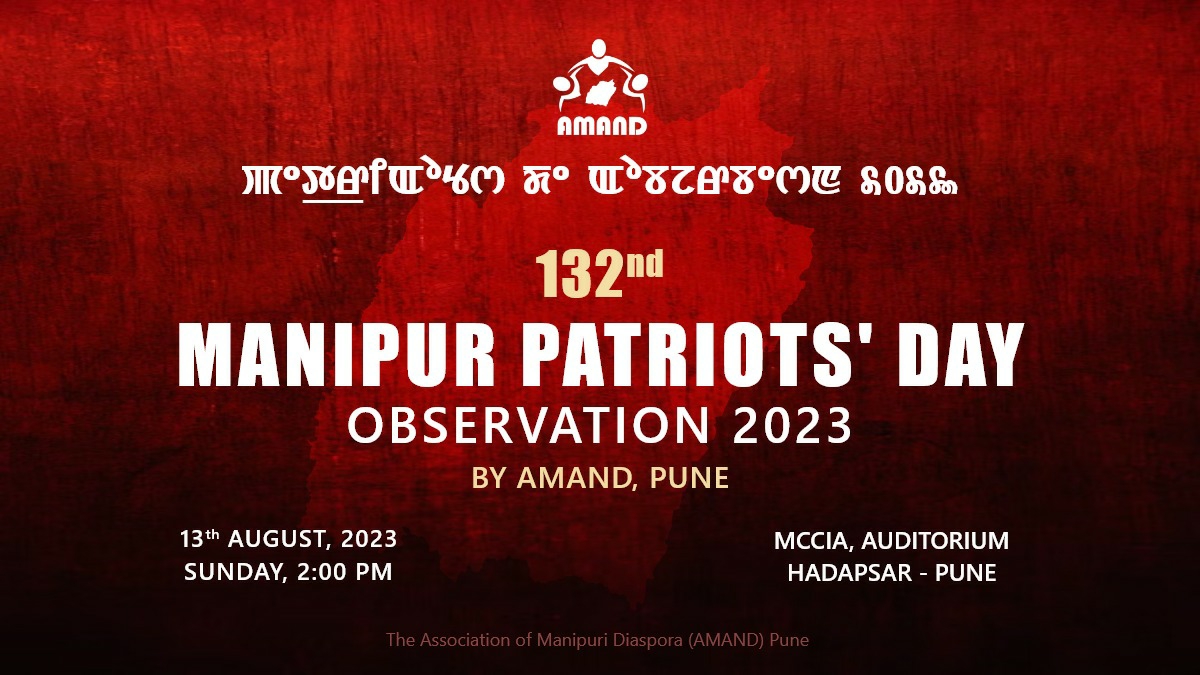 AMAND
꯲꯰꯲꯳
132nd
MANIPUR PATRIOTS' DAY
OBSERVATION 2023
BY AMAND, PUNE
13th AUGUST, 2023
SUNDAY, 2:00 PM
MCCIA, AUDITORIUM
HADAPSAR - PUNE
The Association of Manipuri Diaspora (AMAND) Pune